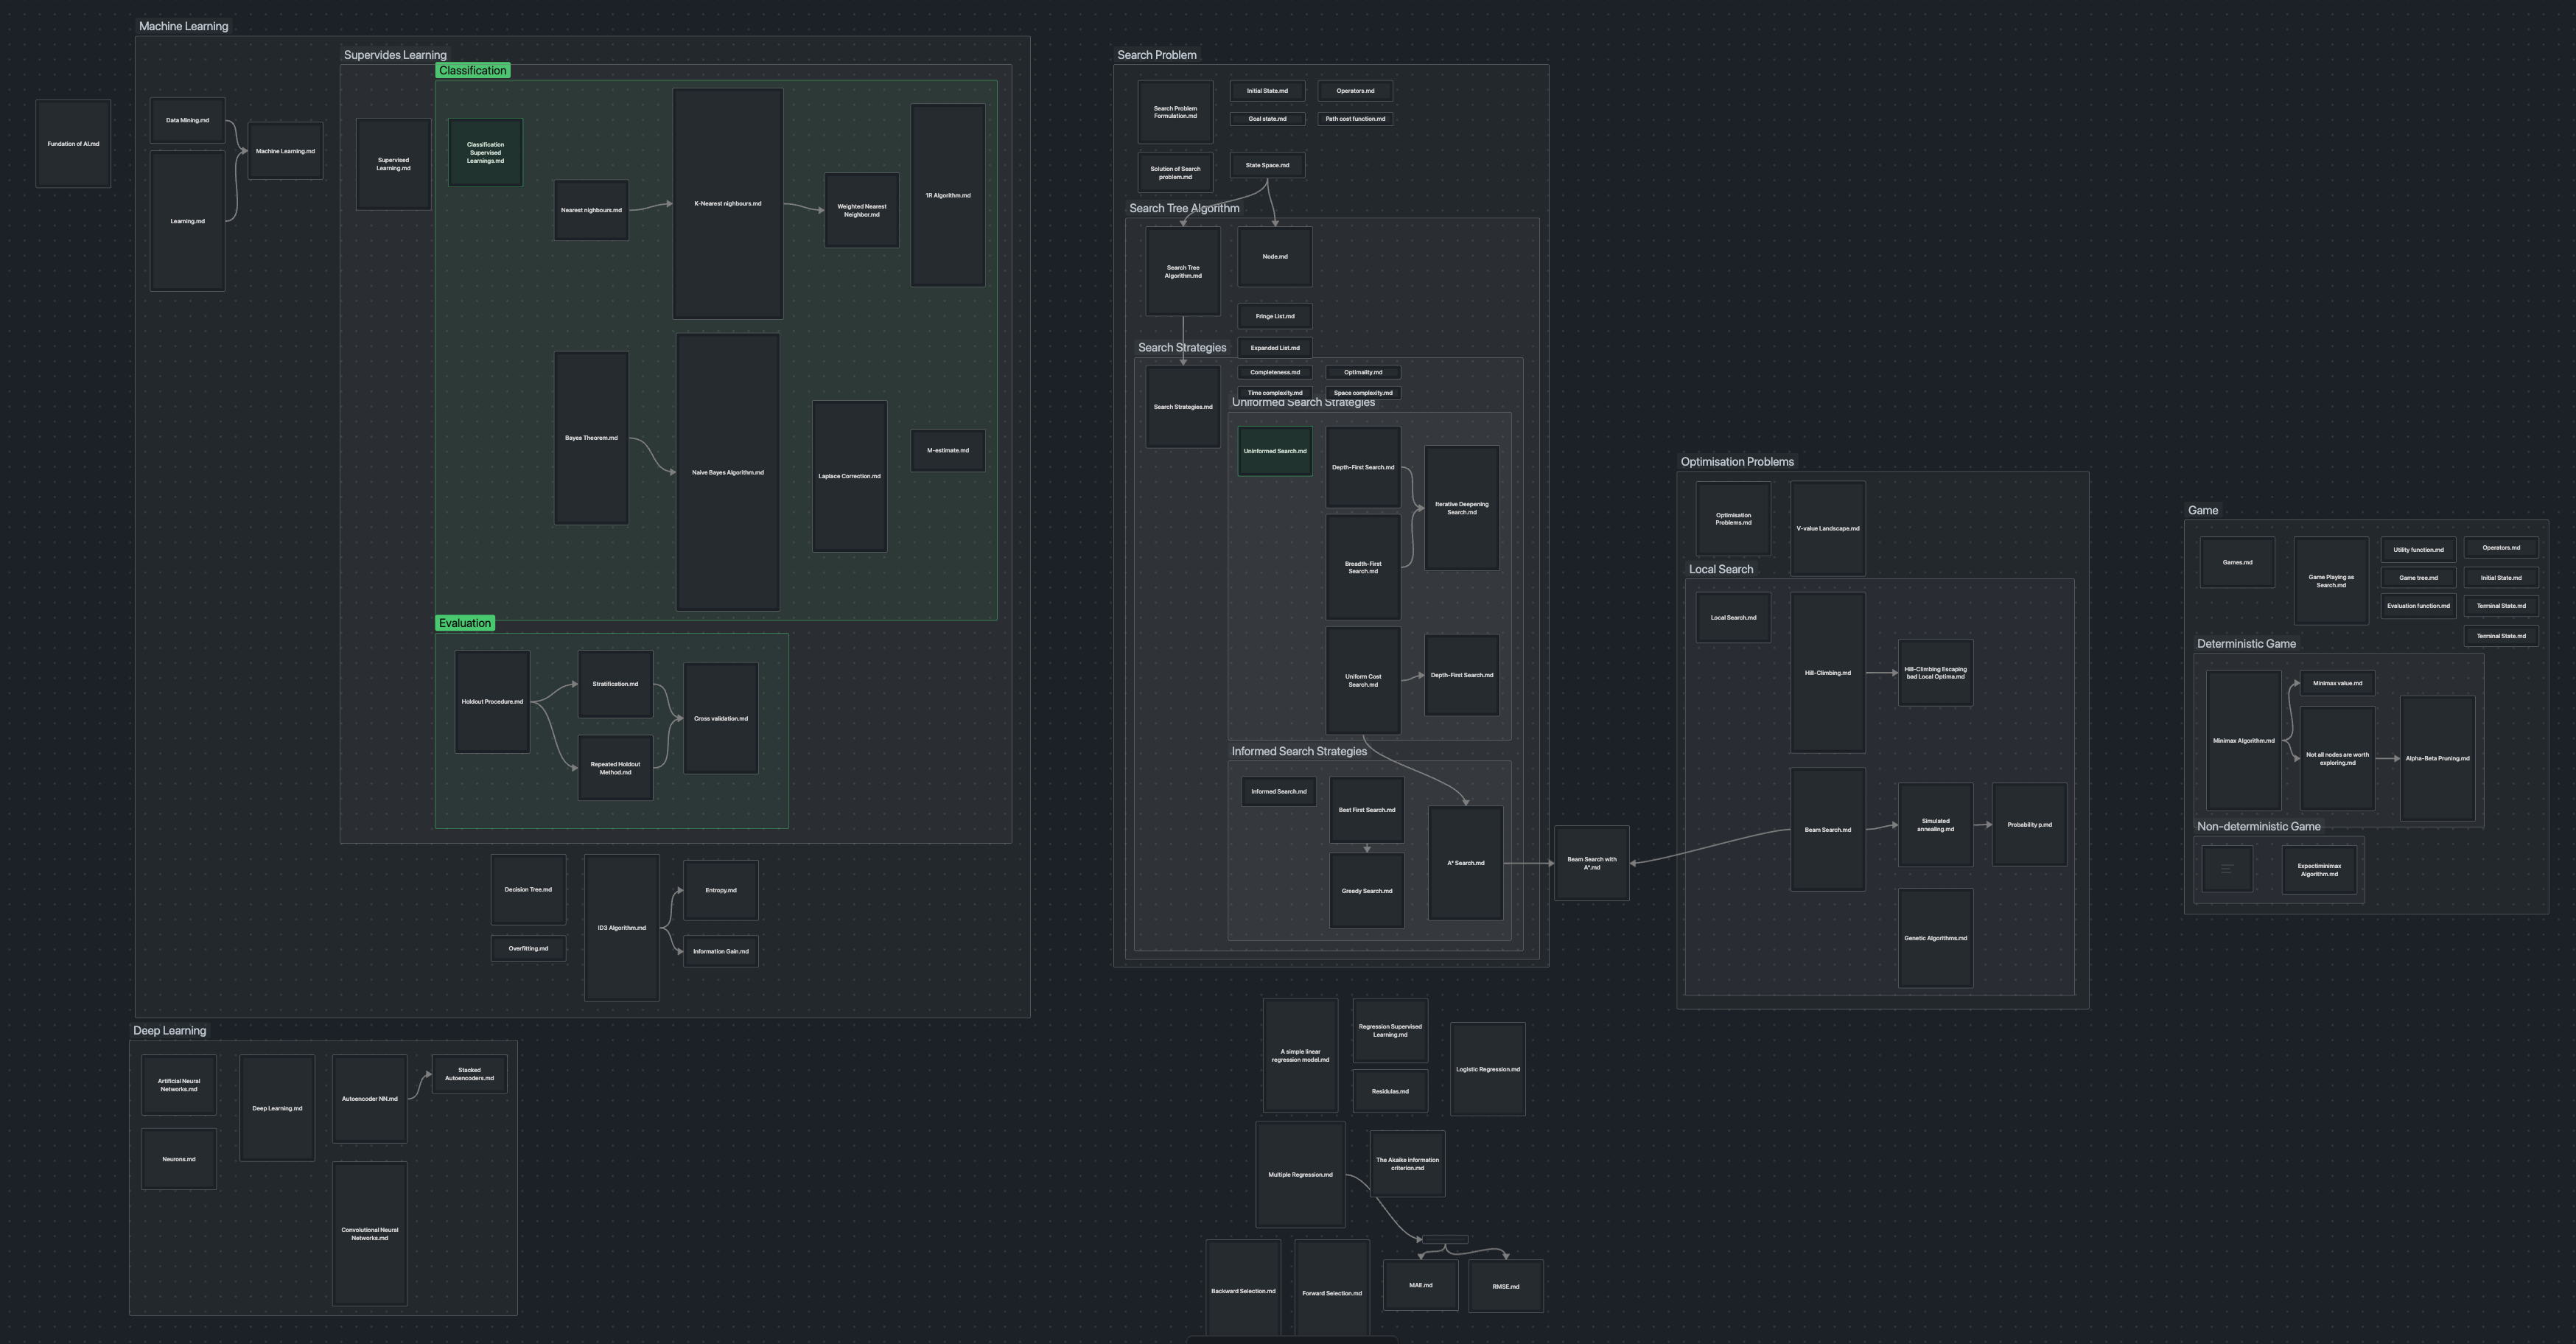 Machine Learning
Supervides Learning
Classification
Fundation of AI.md
Data Mining.md
Learning.md
Machine Learning.md
Supervised
Learning.md
Classification
Supervised
Learnings.md
Nearest nighbours.md
K-Nearest nighbours.md
Weighted Nearest
Neighbor.md
1R Algorithm.md
Bayes Theorem.md
Naive Bayes Algorithm.md
Laplace Correction.md
M-estimate.md
Evaluation
Holdout Procedure.md
Stratification.md
Repeated Holdout
Method.md
Cross validation.md
Decision Tree.md
Overfitting.md
ID3 Algorithm.md
Entropy.md
Information Gain.md
Deep Learning
Artificial Neural
Networks.md
Neurons.md
Deep Learning.md
Autoencoder NN.md
Stacked
Autoencoders.md
Convolutional Neural
Networks.md
Search Problem
Search Problem
Formulation.md
Initial State.md
Operators.md
Goal state.md
Path cost function.md
Solution of Search
problem.md
State Space.md
Search Tree Algorithm
Search Tree
Algorithm.md
Node.md
Fringe List.md
Expanded List.md
Search Strategies
Search Strategies.md
Completeness.md
Optimality.md
Time complexity.md
Space complexity.md
Uniformed Search Strategies
Uninformed Search.md
Depth-First Search.md
Breadth-First
Search.md
Iterative Deepening
Search.md
Uniform Cost
Search.md
Depth-First Search.md
Informed Search Strategies
Informed Search.md
Best First Search.md
Greedy Search.md
A* Search.md
Beam Search with
A*.md
A simple linear
regression model.md
Regression Supervised
Learning.md
Residulas.md
Logistic Regression.md
Multiple Regression.md
The Akaike information
criterion.md
Backward Selection.md
Forward Selection.md
MAE.md
RMSE.md
Optimisation Problems
Optimisation
Problems.md
V-value Landscape.md
Local Search
Local Search.md
Hill-Climbing.md
Hill-Climbing Escaping
bad Local Optima.md
Beam Search.md
Simulated
annealing.md
Probability p.md
Genetic Algorithms.md
Game
Games.md
Game Playing as
Search.md
Utility function.md
Operators.md
Game tree.md
Initial State.md
Evaluation function.md
Terminal State.md
Terminal State.md
Deterministic Game
Minimax Algorithm.md
Minimax value.md
Not all nodes are worth
exploring.md
Alpha-Beta Pruning.md
Non-deterministic Game
Expectiminimax
Algorithm.md